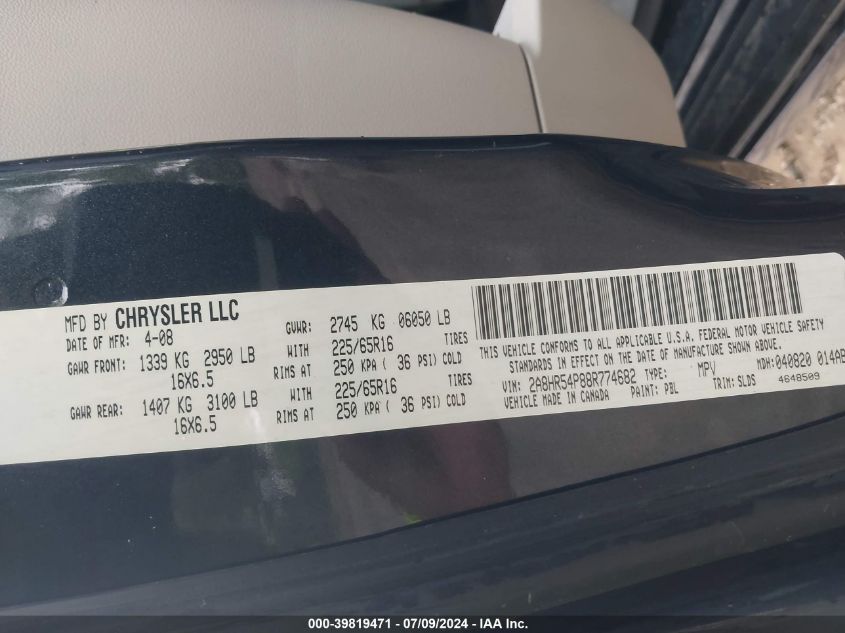 MFD BY CHRYSLER LLC
DATE OF MFR: 4-08
GVWR: 2745 KG 06050 LB
GAWR FRONT: 1339 KG 2950 LB WITH 225/65R16 TIRES
16X6.5 RIMS AT 250 KPA ( 36 PSI) COLD
GAWR REAR: 1407 KG 3100 LB WITH 225/65R16 TIRES
16X6.5 RIMS AT 250 KPA ( 36 PSI) COLD
THIS VEHICLE CONFORMS TO ALL APPLICABLE U.S.A. FEDERAL MOTOR VEHICLE SAFETY
STANDARDS IN EFFECT ON THE DATE OF MANUFACTURE SHOWN ABOVE.
VIN: 2A8HR54P88R774682 TYPE: MPV MDH:040820 014AB
VEHICLE MADE IN CANADA PAINT: PBL TRIM: SLDS 4648509
000-39819471 / 07/09/2024 - IAA Inc.